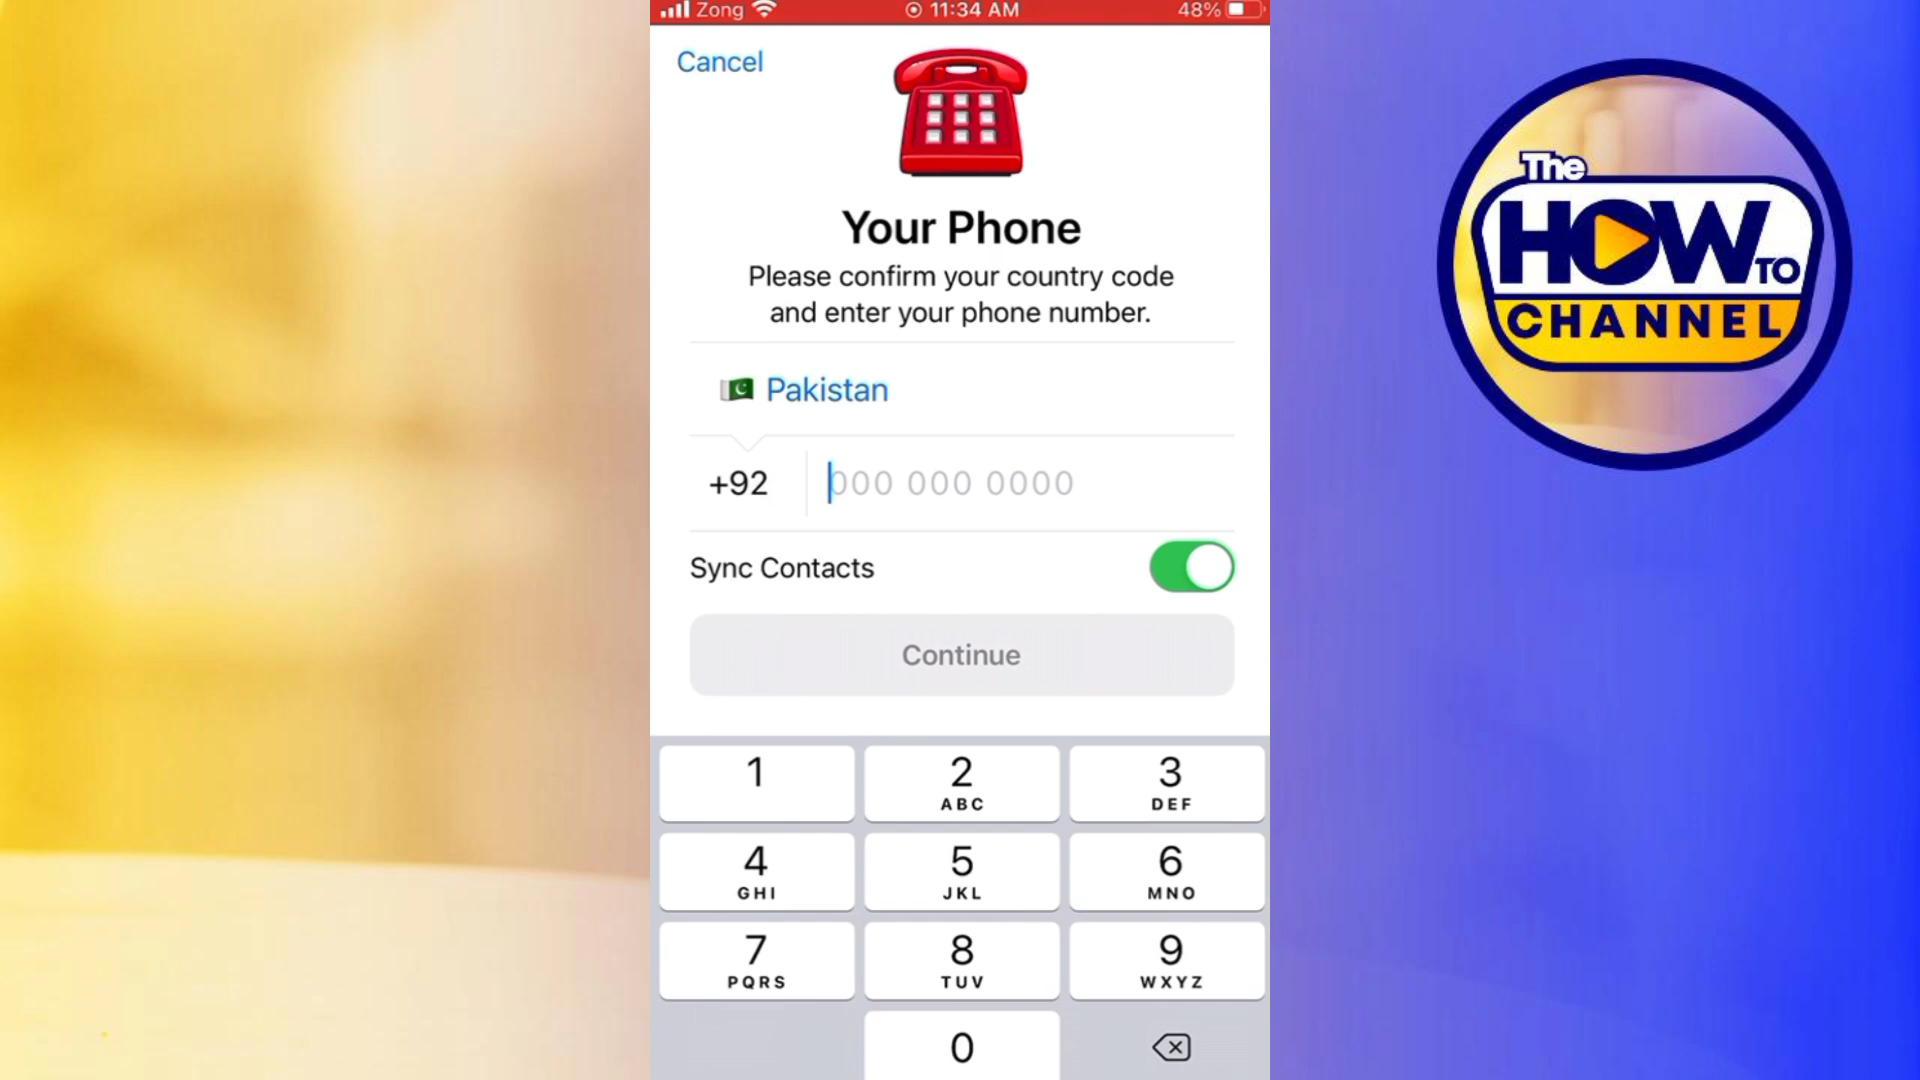 Zong
11:34 AM
48%
Cancel
Your Phone
Please confirm your country code
and enter your phone number.
Pakistan
+92
000 000 0000
Sync Contacts
Continue
1
2
ABC
3
DEF
4
GHI
5
JKL
6
MNO
7
PQRS
8
TUV
9
WXYZ
0
The
HOW TO
CHANNEL